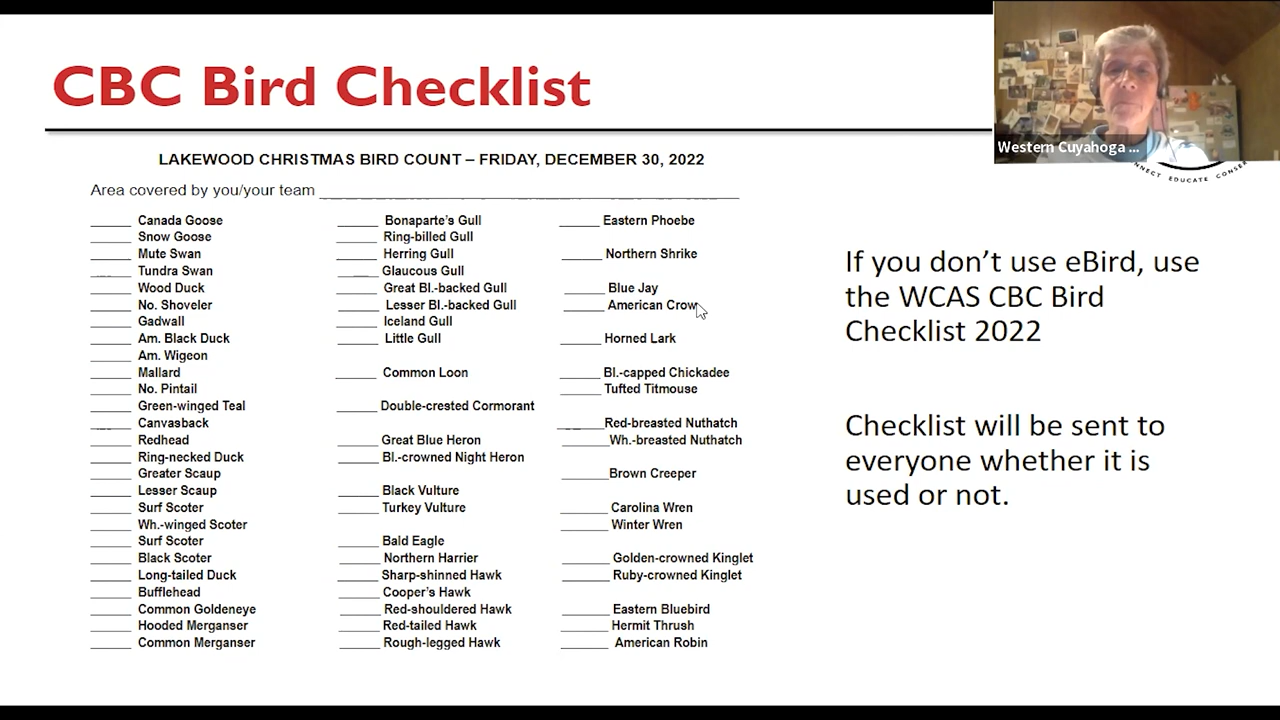 CBC Bird Checklist
LAKEWOOD CHRISTMAS BIRD COUNT – FRIDAY, DECEMBER 30, 2022
Area covered by you/your team
Canada Goose
Snow Goose
Mute Swan
Tundra Swan
Wood Duck
No. Shoveler
Gadwall
Am. Black Duck
Am. Wigeon
Mallard
No. Pintail
Green-winged Teal
Canvasback
Redhead
Ring-necked Duck
Greater Scaup
Lesser Scaup
Surf Scoter
Wh.-winged Scoter
Surf Scoter
Black Scoter
Long-tailed Duck
Bufflehead
Common Goldeneye
Hooded Merganser
Common Merganser
Bonaparte's Gull
Ring-billed Gull
Herring Gull
Glaucous Gull
Great Bl.-backed Gull
Lesser Bl.-backed Gull
Iceland Gull
Little Gull
Common Loon
Double-crested Cormorant
Great Blue Heron
Bl.-crowned Night Heron
Black Vulture
Turkey Vulture
Bald Eagle
Northern Harrier
Sharp-shinned Hawk
Cooper's Hawk
Red-shouldered Hawk
Red-tailed Hawk
Rough-legged Hawk
Eastern Phoebe
Northern Shrike
Blue Jay
American Crow
Horned Lark
Bl.-capped Chickadee
Tufted Titmouse
Red-breasted Nuthatch
Wh.-breasted Nuthatch
Brown Creeper
Carolina Wren
Winter Wren
Golden-crowned Kinglet
Ruby-crowned Kinglet
Eastern Bluebird
Hermit Thrush
American Robin
If you don't use eBird, use
the WCAS CBC Bird
Checklist 2022
Checklist will be sent to
everyone whether it is
used or not.
Western Cuyahoga ...
EDUCATE